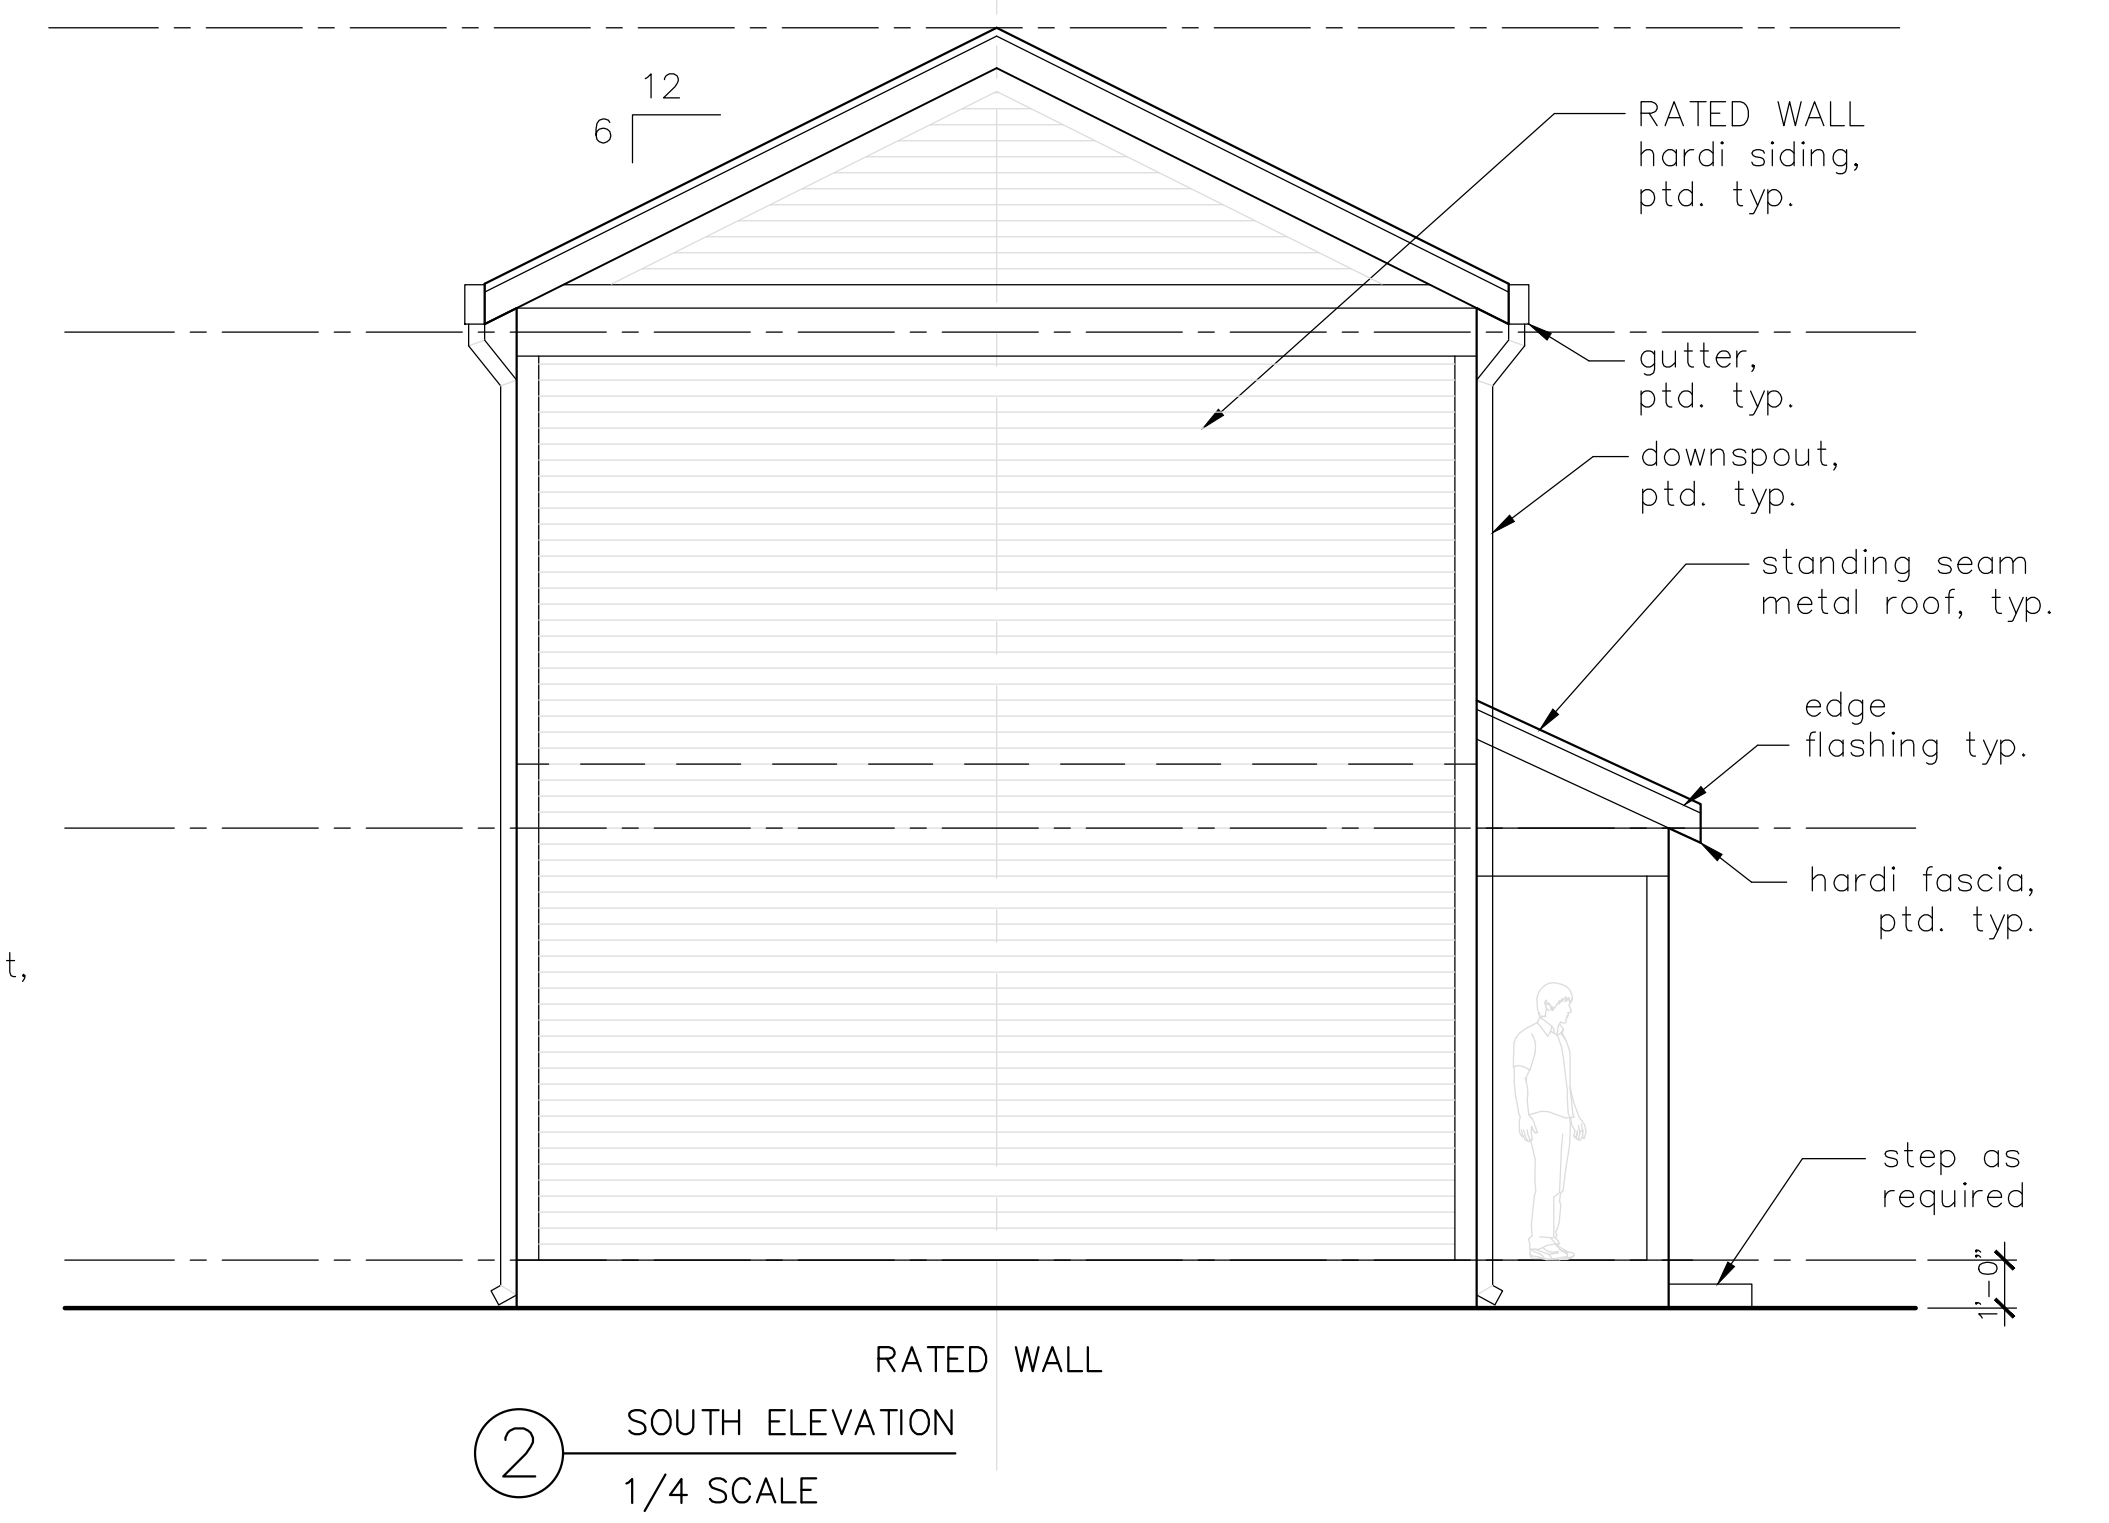 12
6
RATED WALL
hardi siding,
ptd. typ.
gutter,
ptd. typ.
downspout,
ptd. typ.
standing seam
metal roof, typ.
edge
flashing typ.
hardi fascia,
ptd. typ.
t,
step as
required
1'-0"
RATED WALL
2
SOUTH ELEVATION
1/4 SCALE